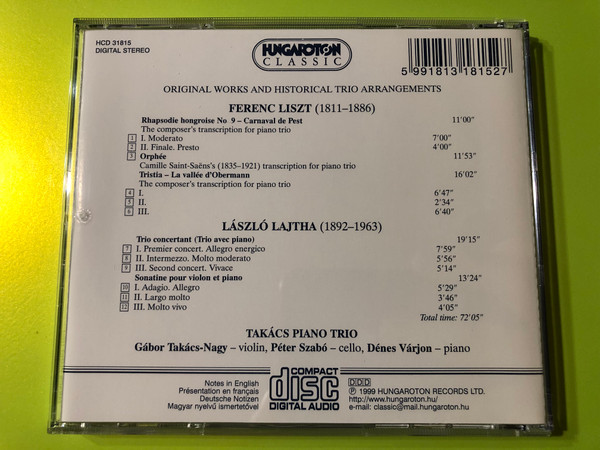 HCD 31815
DIGITAL STEREO
HUNGAROTON
CLASSIC
5 991813 181527
ORIGINAL WORKS AND HISTORICAL TRIO ARRANGEMENTS
FERENC LISZT (1811–1886)
Rhapsodie hongroise No 9 – Carnaval de Pest 11'00"
The composer's transcription for piano trio
1 I. Moderato 7'00"
2 II. Finale. Presto 4'00"
3 Orphée 11'53"
Camille Saint-Saëns's (1835–1921) transcription for piano trio
Tristia – La vallée d'Obermann 16'02"
The composer's transcription for piano trio
4 I. 6'47"
5 II. 2'34"
6 III. 6'40"
LÁSZLÓ LAJTHA (1892–1963)
Trio concertant (Trio avec piano) 19'15"
7 I. Premier concert. Allegro energico 7'59"
8 II. Intermezzo. Molto moderato 5'56"
9 III. Second concert. Vivace 5'14"
Sonatine pour violon et piano 13'24"
10 I. Adagio. Allegro 5'29"
11 II. Largo molto 3'46"
12 III. Molto vivo 4'05"
Total time: 72'05"
TAKÁCS PIANO TRIO
Gábor Takács-Nagy – violin, Péter Szabó – cello, Dénes Várjon – piano
Notes in English
Présentation en français
Deutsche Notizen
Magyar nyelvű ismertetővel
COMPACT
disc
DIGITAL AUDIO
DDD
℗ 1999 HUNGAROTON RECORDS LTD.
http://www.hungaroton.hu/
e-mail: classic@mail.hungaroton.hu